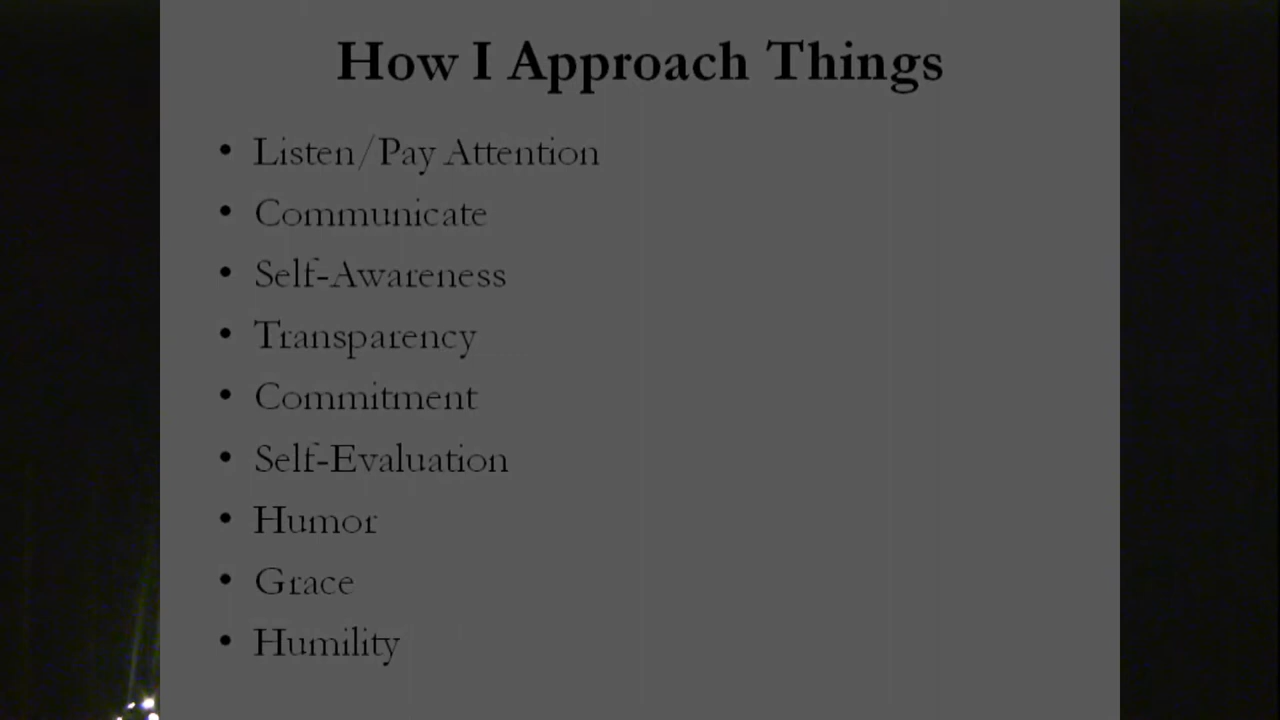 How I Approach Things
• Listen/Pay Attention
• Communicate
• Self-Awareness
• Transparency
• Commitment
• Self-Evaluation
• Humor
• Grace
• Humility